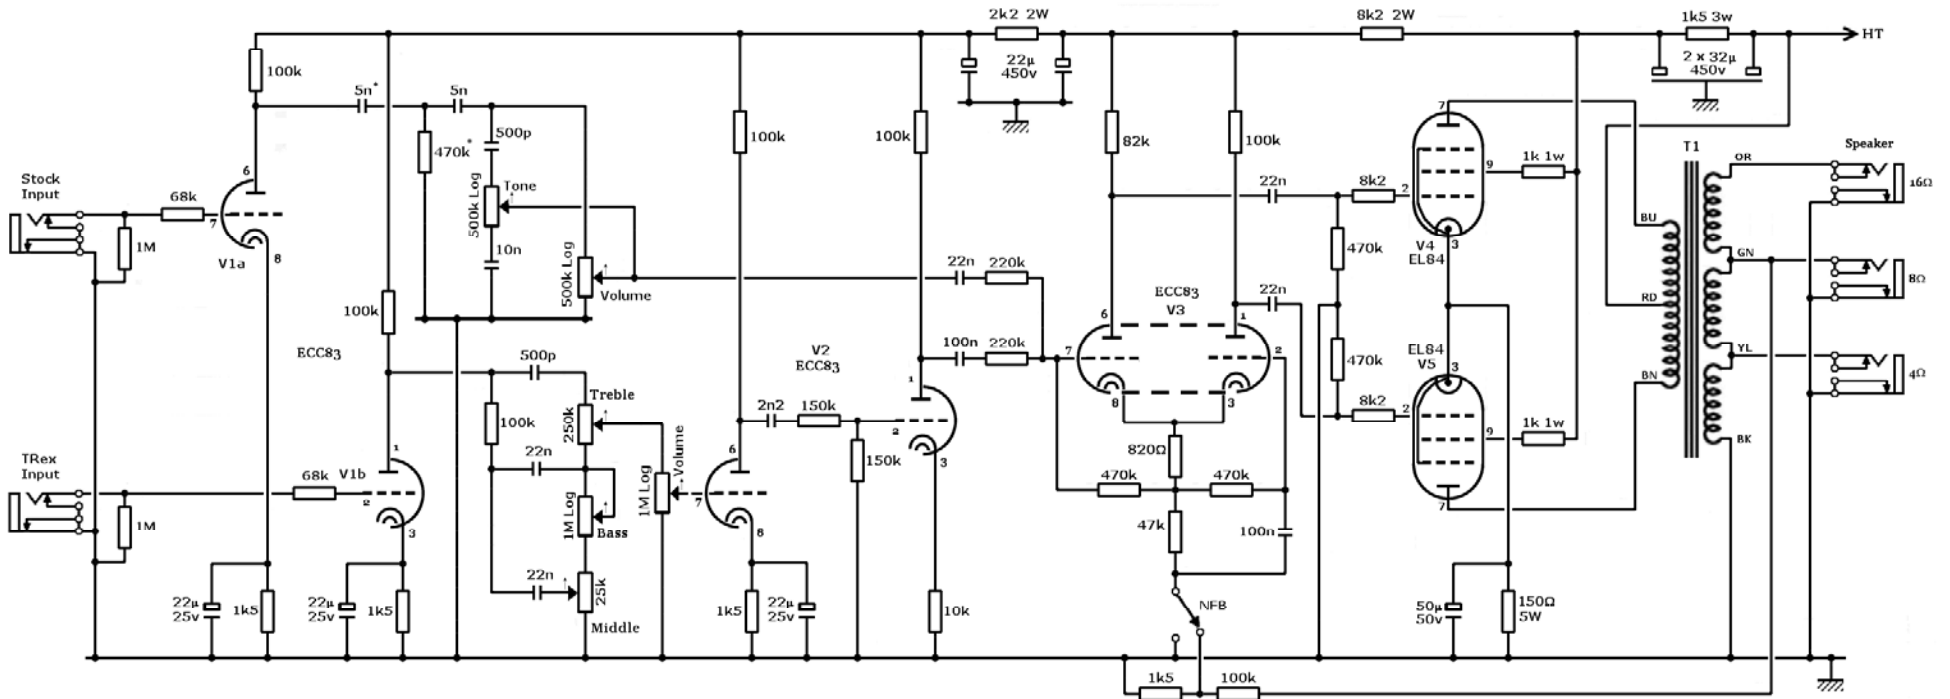 2k2 2W
8k2 2W
1k5 3w
HT
100k
22µ
450v
2 x 32µ
450v
5n*
5n
7
500p
100k
100k
82k
100k
470k*
T1
Speaker
OR
1k 1w
9
Stock
Input
6
68k
Tone
500k Log
22n
8k2
2
16Ω
7
1M
10n
BU
V1a
8
470k
V4
EL84
3
GN
500k Log
Volume
22n
220k
22n
8Ω
ECC83
V3
RD
100k
6
1
ECC83
V2
ECC83
500p
100n
220k
7
2
470k
EL84
V5
3
YL
BN
4Ω
Treble
250k
1
8
3
8k2
2
100k
2n2
150k
2
1
6
820Ω
9
1k 1w
BK
TRex
Input
68k
V1b
22n
Volume
1M Log
150k
3
470k
470k
2
7
7
1M
3
1M Log
Bass
8
47k
100n
22n
25k
22µ
25v
1k5
22µ
25v
1k5
1k5
22µ
25v
10k
NFB
50µ
50v
150Ω
5W
Middle
1k5
100k